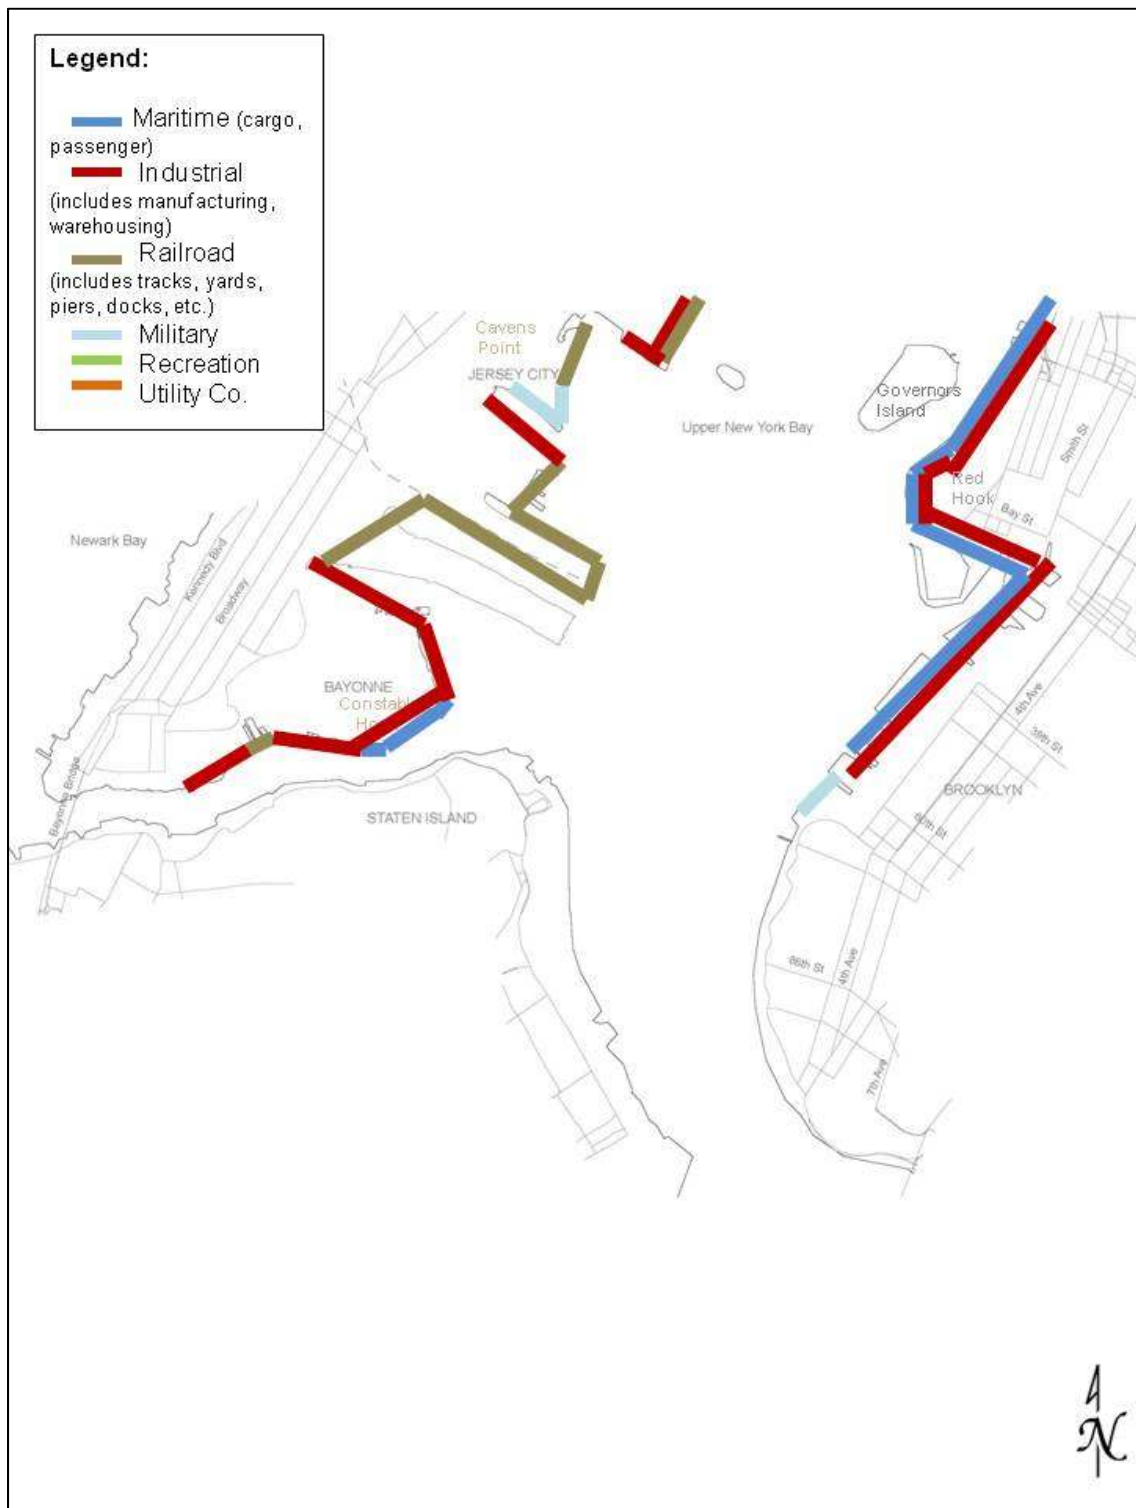 Legend:
Maritime (cargo,
passenger)
Industrial
(includes manufacturing,
warehousing)
Railroad
(includes tracks, yards,
piers, docks, etc.)
Military
Recreation
Utility Co.
Cavens
Point
JERSEY CITY
Governors
Island
Upper New York Bay
Smith St
Red
Hook
Bay St
Newark Bay
Kennedy Blvd
Broadway
BAYONNE
4th Ave
39th St
Bayonne Bridge
BROOKLYN
STATEN ISLAND
60th St
86th St
4th Ave
7th Ave
N